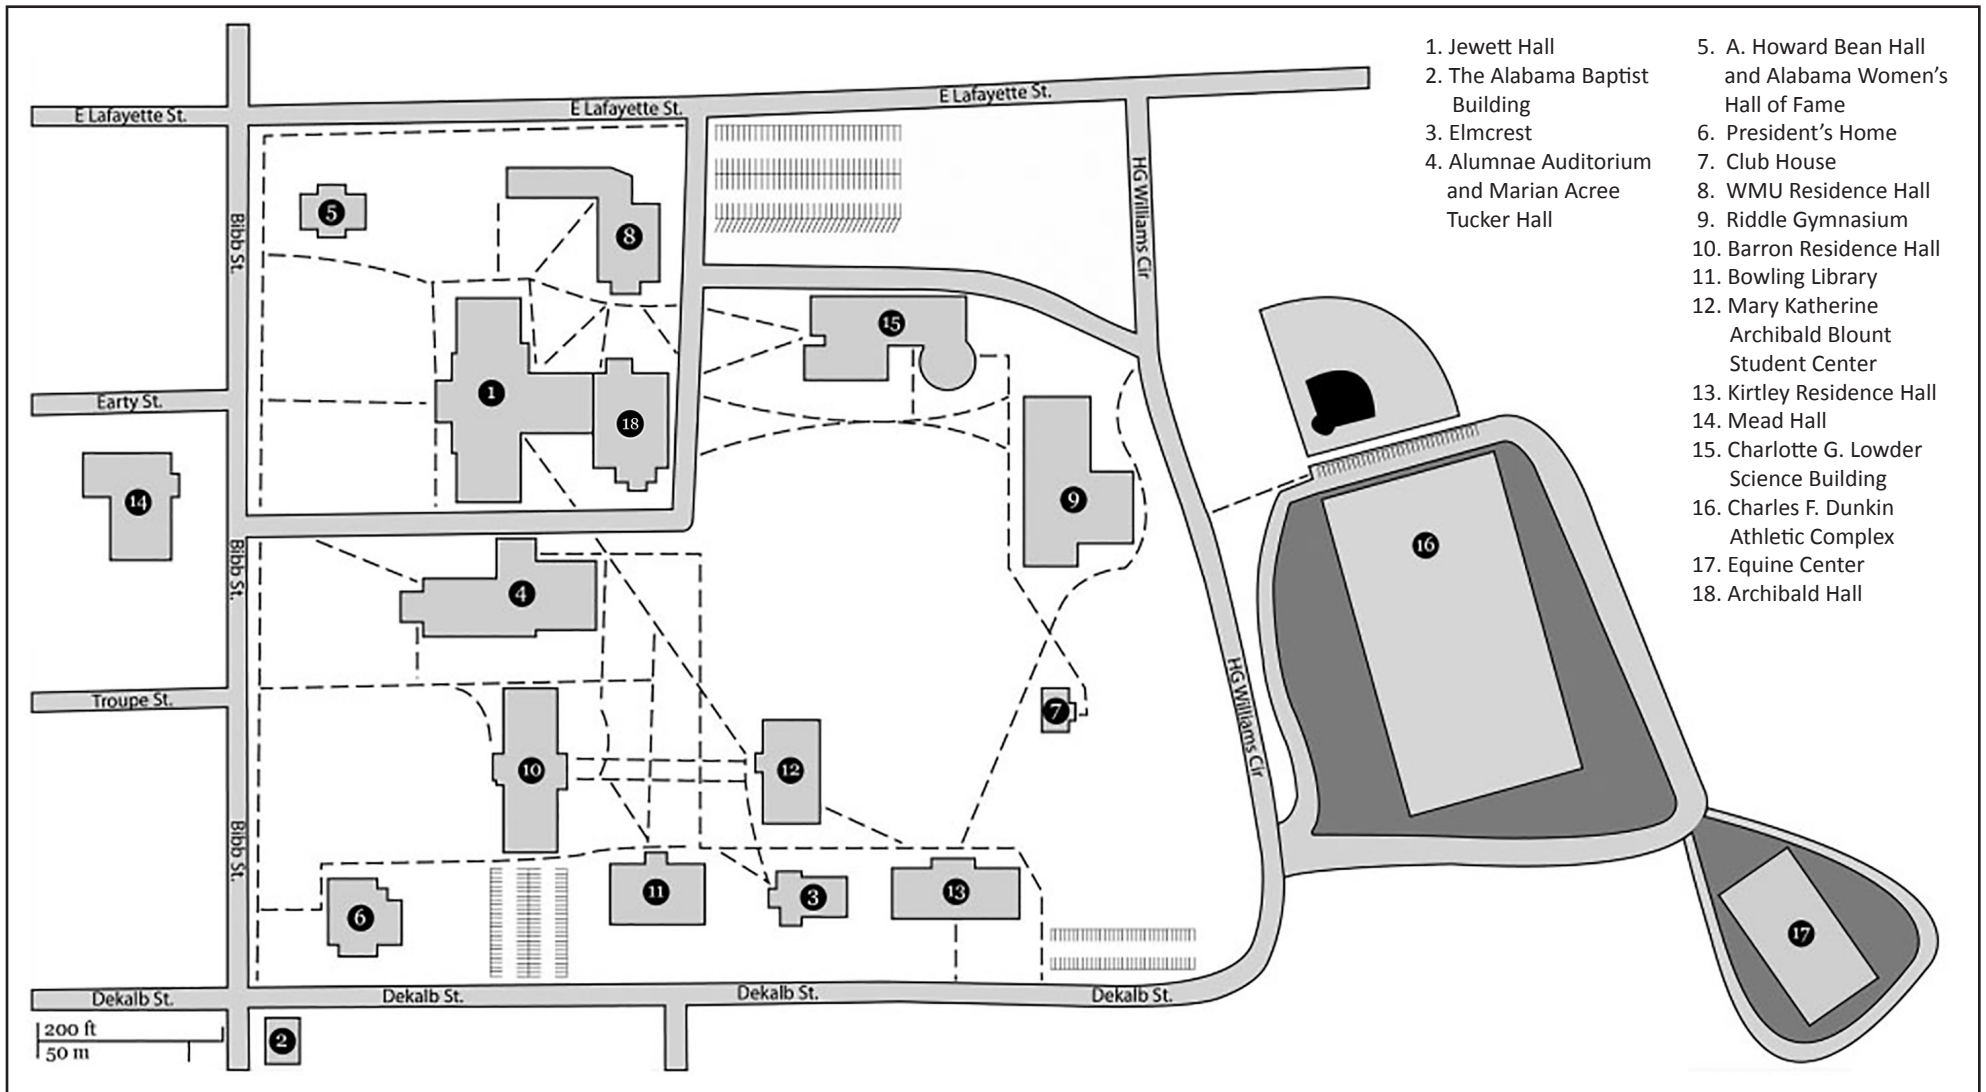 E Lafayette St.
E Lafayette St.
E Lafayette St.
Bibb St.
HG Williams Cir
5
8
15
1
18
Earty St.
14
9
16
Bibb St.
4
Troupe St.
7
HG Williams Cir
10
12
Bibb St.
11
3
13
6
17
Dekalb St.
Dekalb St.
Dekalb St.
Dekalb St.
2
200 ft
50 m
1. Jewett Hall
2. The Alabama Baptist
Building
3. Elmcrest
4. Alumnae Auditorium
and Marian Acree
Tucker Hall
5. A. Howard Bean Hall
and Alabama Women’s
Hall of Fame
6. President’s Home
7. Club House
8. WMU Residence Hall
9. Riddle Gymnasium
10. Barron Residence Hall
11. Bowling Library
12. Mary Katherine
Archibald Blount
Student Center
13. Kirtley Residence Hall
14. Mead Hall
15. Charlotte G. Lowder
Science Building
16. Charles F. Dunkin
Athletic Complex
17. Equine Center
18. Archibald Hall